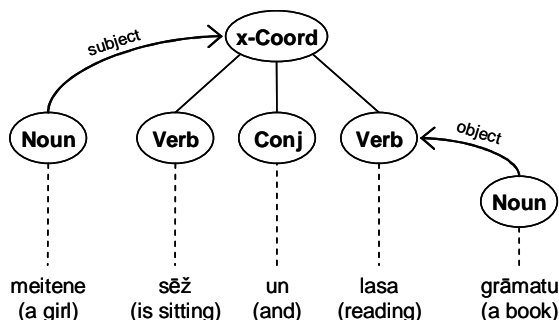 subject
x-Coord
Noun
Verb
Conj
Verb
object
Noun
meitene sēž un lasa grāmatu
(a girl) (is sitting) (and) (reading) (a book)